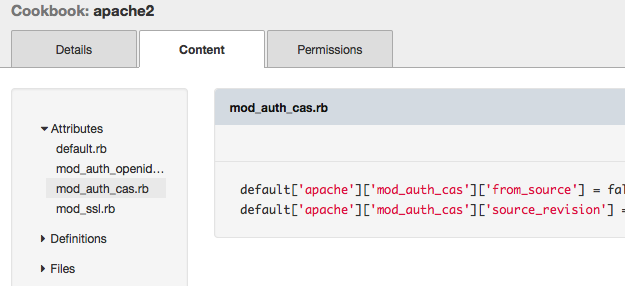 Cookbook: apache2
Details
Content
Permissions
Attributes
default.rb
mod_auth_openid…
mod_auth_cas.rb
mod_ssl.rb
Definitions
Files
mod_auth_cas.rb
default['apache']['mod_auth_cas']['from_source'] = fal
default['apache']['mod_auth_cas']['source_revision'] =